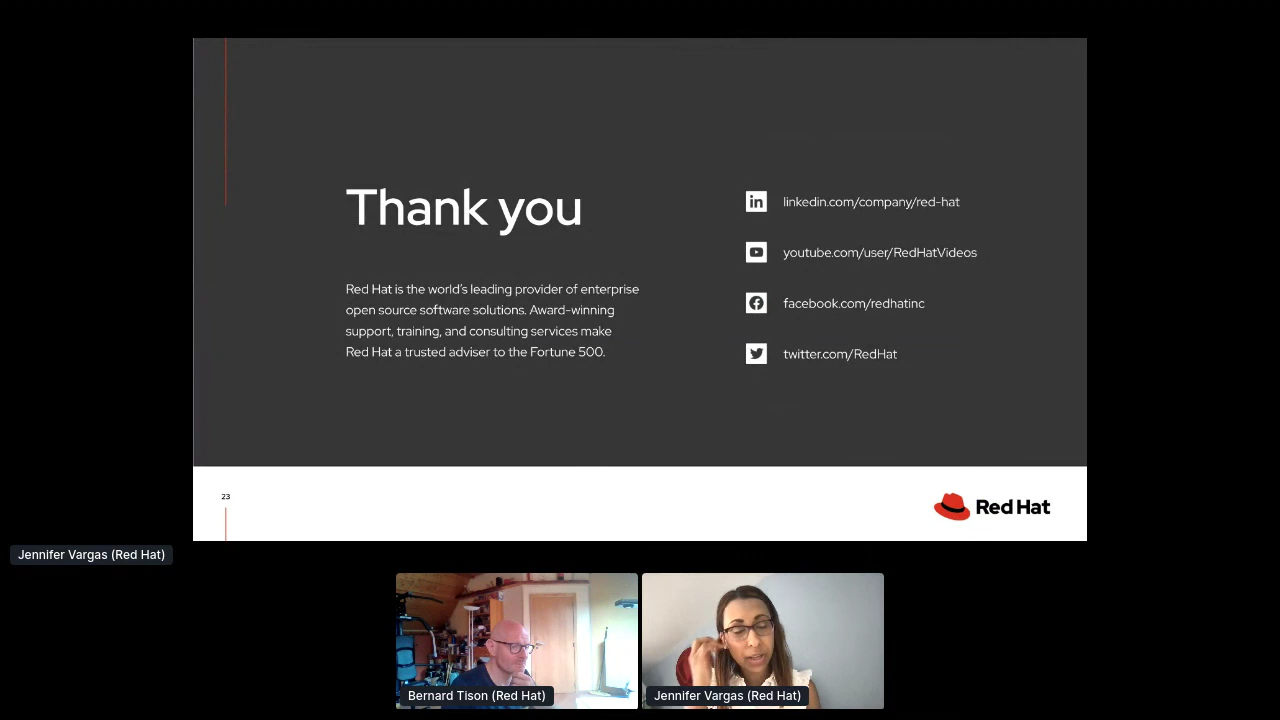 Thank you
Red Hat is the world's leading provider of enterprise
open source software solutions. Award-winning
support, training, and consulting services make
Red Hat a trusted adviser to the Fortune 500.
linkedin.com/company/red-hat
youtube.com/user/RedHatVideos
facebook.com/redhatinc
twitter.com/RedHat
23
Red Hat
Jennifer Vargas (Red Hat)
Bernard Tison (Red Hat)
Jennifer Vargas (Red Hat)